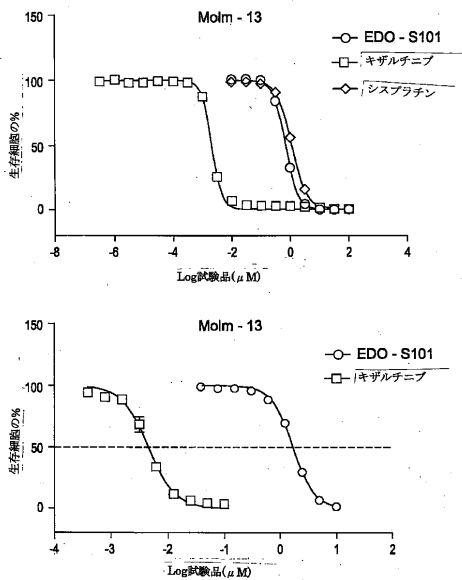 Molm - 13
EDO - S101
キザルチニブ
シスプラチン
生存細胞の%
150
100
50
0
-8
-6
-4
-2
0
2
4
Log試験品(μM)
Molm - 13
EDO - S101
キザルチニブ
生存細胞の%
150
100
50
0
-4
-3
-2
-1
0
1
2
Log試験品(μM)